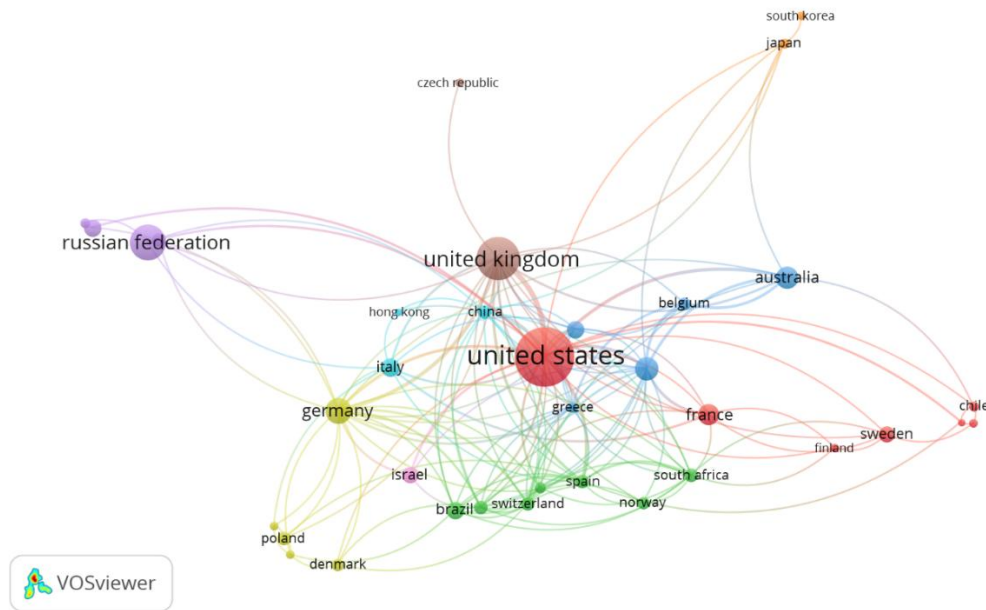 south korea
japan
czech republic
russian federation
united kingdom
australia
belgium
hong kong
china
united states
italy
greece
germany
france
chile
sweden
finland
israel
south africa
spain
switzerland
norway
brazil
poland
denmark
VOSviewer